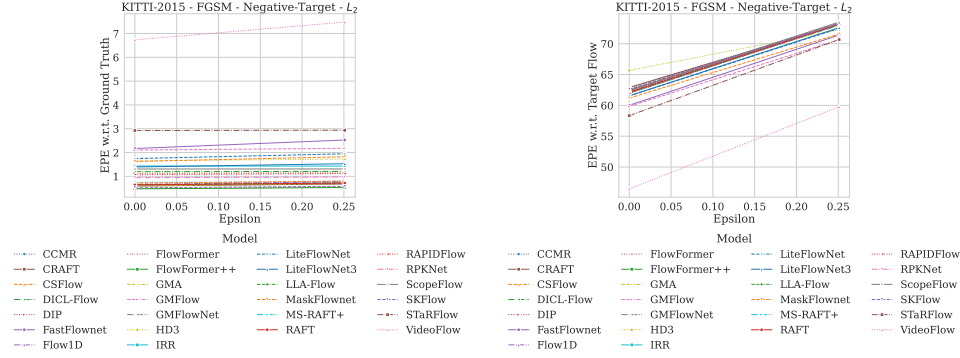 KITTI-2015 - FGSM - Negative-Target - L2
EPE w.r.t. Ground Truth
7
6
5
4
3
2
1
0.00 0.05 0.10 0.15 0.20 0.25
Epsilon
Model
CCMR FlowFormer LiteFlowNet RAPIDFlow
CRAFT FlowFormer++ LiteFlowNet3 RPKNet
CSFlow GMA LLA-Flow ScopeFlow
DICL-Flow GMFlow MaskFlownet SKFlow
DIP GMFlowNet MS-RAFT+ STaRFlow
FastFlownet HD3 RAFT VideoFlow
Flow1D IRR
KITTI-2015 - FGSM - Negative-Target - L2
EPE w.r.t. Target Flow
70
65
60
55
50
0.00 0.05 0.10 0.15 0.20 0.25
Epsilon
Model
CCMR FlowFormer LiteFlowNet RAPIDFlow
CRAFT FlowFormer++ LiteFlowNet3 RPKNet
CSFlow GMA LLA-Flow ScopeFlow
DICL-Flow GMFlow MaskFlownet SKFlow
DIP GMFlowNet MS-RAFT+ STaRFlow
FastFlownet HD3 RAFT VideoFlow
Flow1D IRR